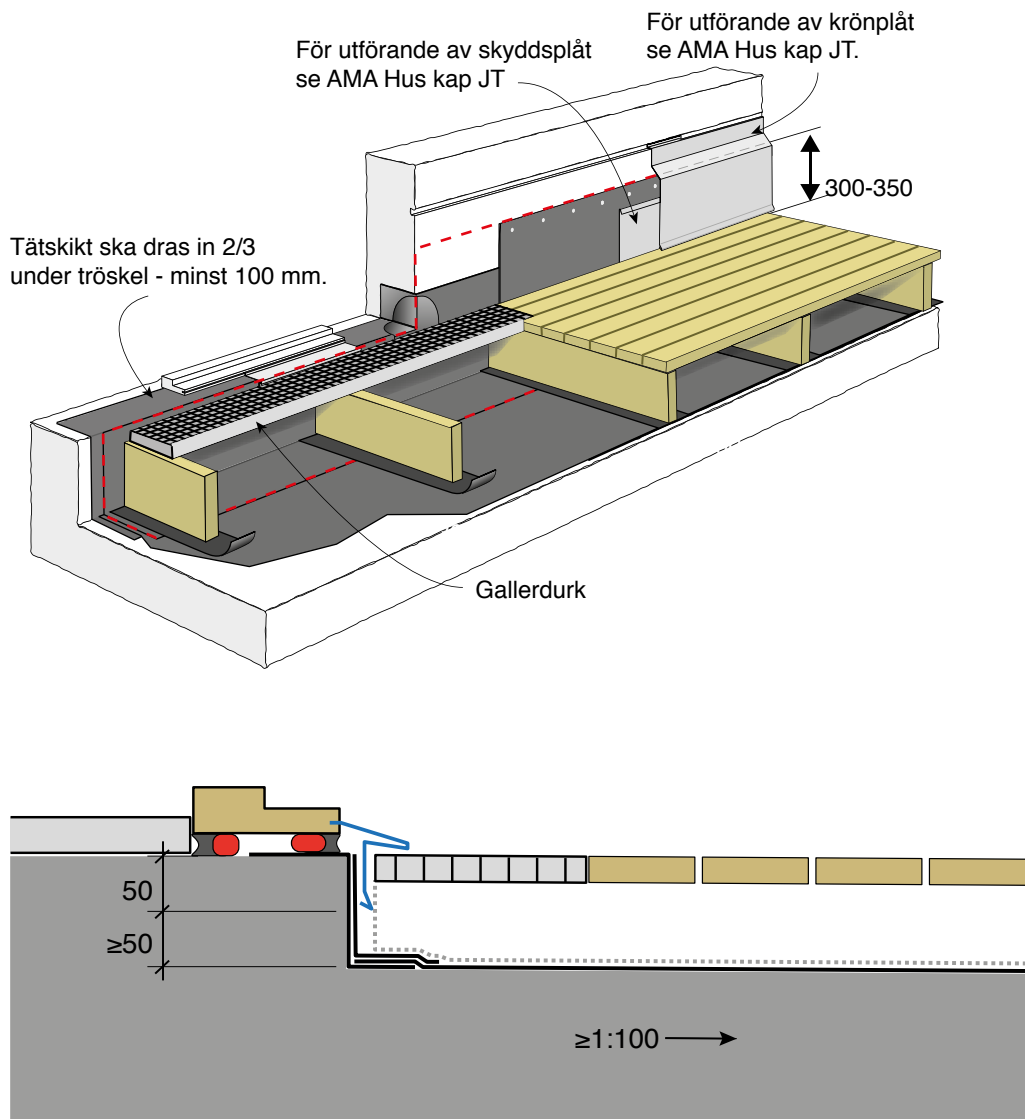 För utförande av skyddsplåt
se AMA Hus kap JT
För utförande av krönplåt
se AMA Hus kap JT.
300-350
Tätskikt ska dras in 2/3
under tröskel - minst 100 mm.
Gallerdurk
50
≥50
≥1:100